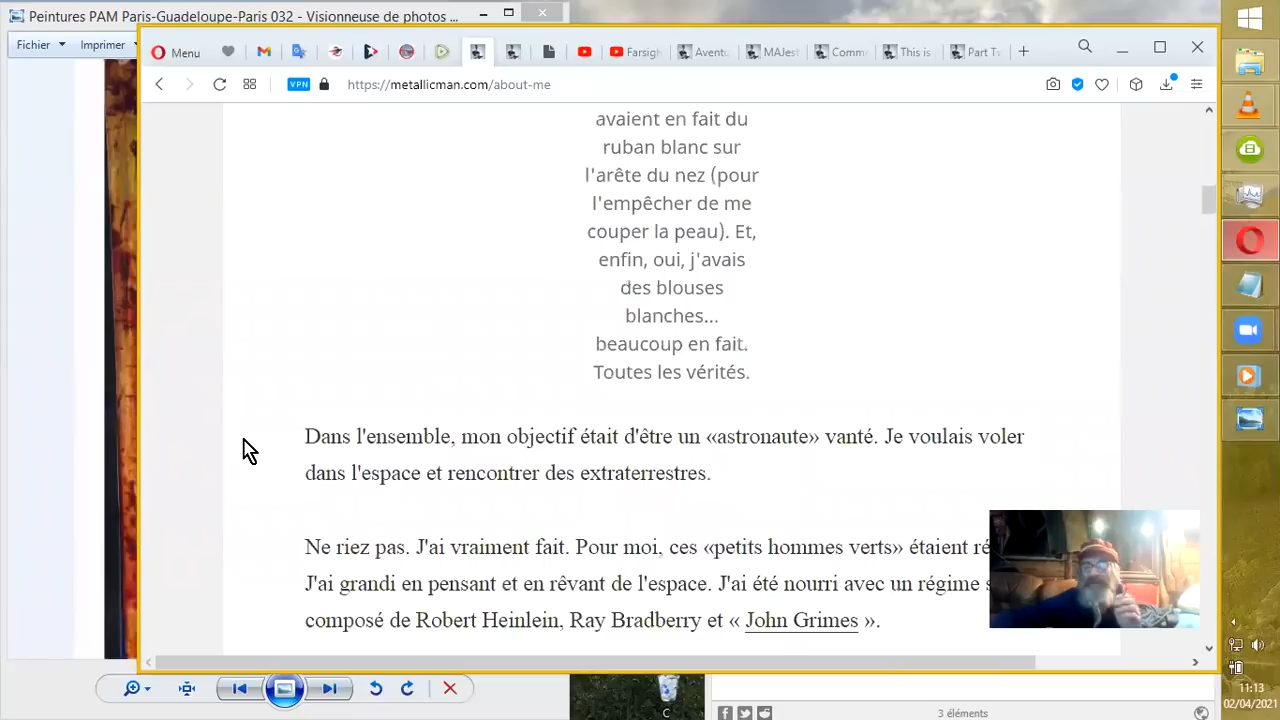 Peintures PAM Paris-Guadeloupe-Paris 032 - Visionneuse de photos ...
Fichier
Imprimer
Menu
Farsigh
Aventu
MAJest
Comm
This is
Part Tw
VPN
https://metallicman.com/about-me
avaient en fait du
ruban blanc sur
l'arête du nez (pour
l'empêcher de me
couper la peau). Et,
enfin, oui, j'avais
des blouses
blanches...
beaucoup en fait.
Toutes les vérités.
Dans l'ensemble, mon objectif était d'être un «astronaute» vanté. Je voulais voler
dans l'espace et rencontrer des extraterrestres.
Ne riez pas. J'ai vraiment fait. Pour moi, ces «petits hommes verts» étaient ré
J'ai grandi en pensant et en rêvant de l'espace. J'ai été nourri avec un régime s
composé de Robert Heinlein, Ray Bradberry et « John Grimes ».
C
3 éléments
11:13
02/04/2021